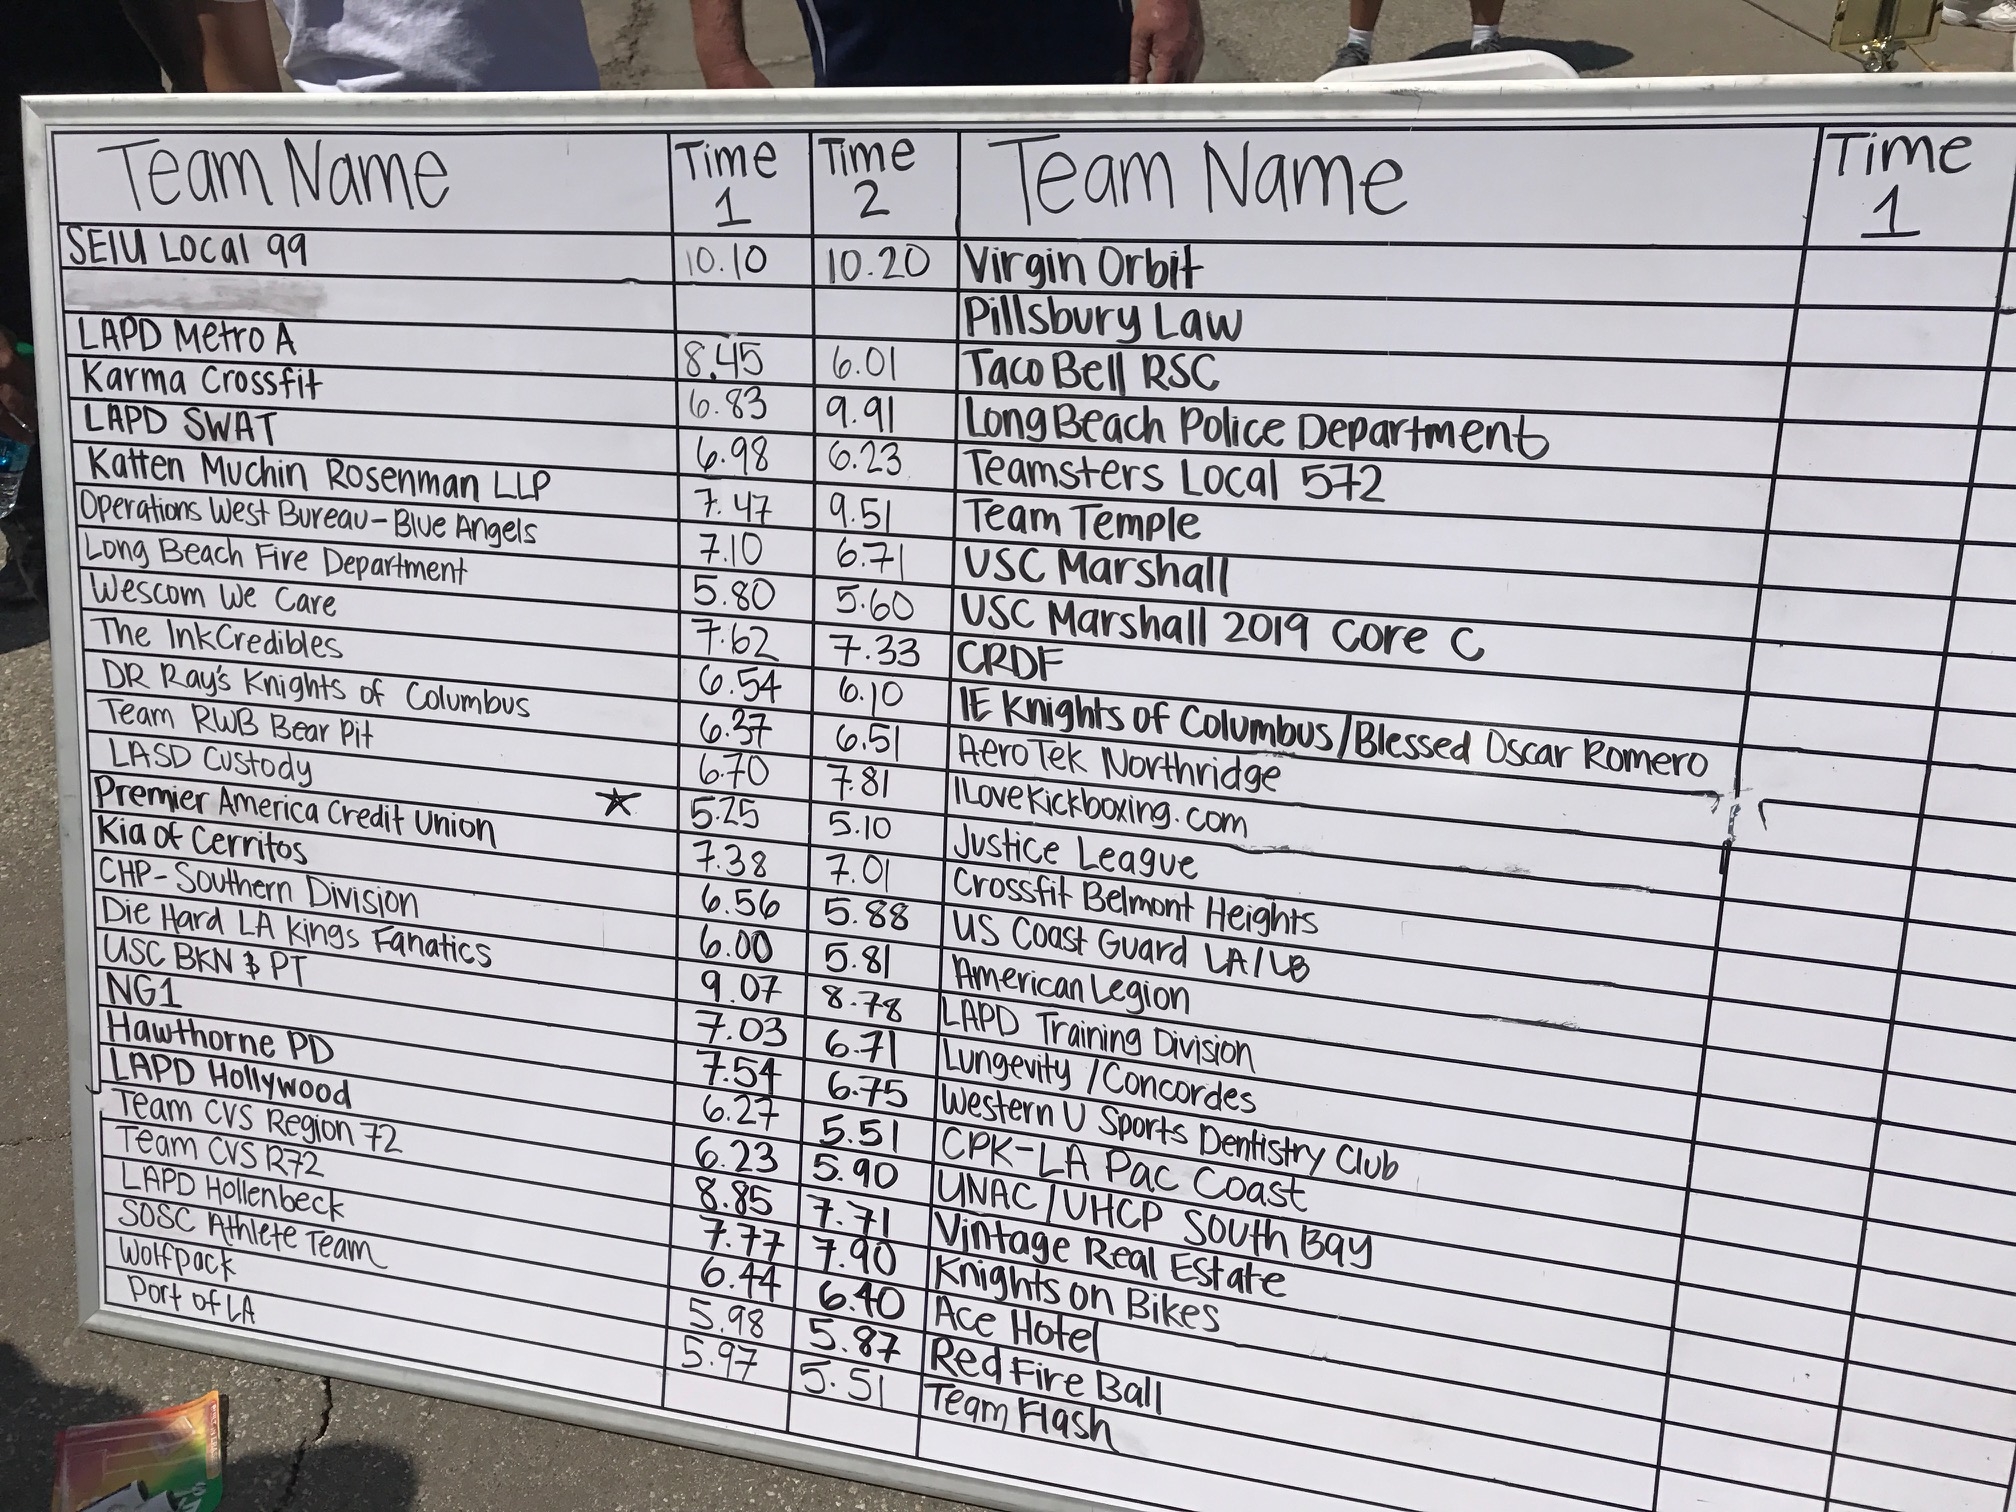 Team Name Time 1 Time 2 Team Name Time 1
SEIU Local 99 10.10 10.20 Virgin Orbit
Pillsbury Law
LAPD Metro A 8.45 6.01 Taco Bell RSC
Karma Crossfit 6.83 9.91 Long Beach Police Department
LAPD SWAT 6.98 6.23 Teamsters Local 572
Katten Muchin Rosenman LLP 7.47 9.51 Team Temple
Operations West Bureau-Blue Angels 7.10 6.71 USC Marshall
Long Beach Fire Department 5.80 5.60 USC Marshall 2019 Core C
Wescom We Care 7.62 7.33 CRDF
The InkCredibles 6.54 6.10 IE Knights of Columbus/Blessed Oscar Romero
DR Ray's Knights of Columbus 6.37 6.51 AeroTek Northridge
Team RWB Bear Pit 6.70 7.81 ILoveKickboxing.com
LASD Custody ★ 5.25 5.10 Justice League
Premier America Credit Union 7.38 7.01 Crossfit Belmont Heights
Kia of Cerritos 6.56 5.88 US Coast Guard LA/LB
CHP-Southern Division 6.00 5.81 American Legion
Die Hard LA Kings Fanatics 9.07 8.78 LAPD Training Division
USC BKN & PT 7.03 6.71 Lungevity/Concordes
NG1 7.54 6.75 Western U Sports Dentistry Club
Hawthorne PD 6.27 5.51 CPK-LA Pac Coast
LAPD Hollywood 6.23 5.90 UNAC/UHCP South Bay
Team CVS Region 72 8.85 7.71 Vintage Real Estate
Team CVS R72 7.77 7.90 Knights on Bikes
LAPD Hollenbeck 6.44 6.40 Ace Hotel
SOSC Athlete Team 5.98 5.87 Red Fire Ball
Wolfpack 5.97 5.51 Team Flash
Port of LA